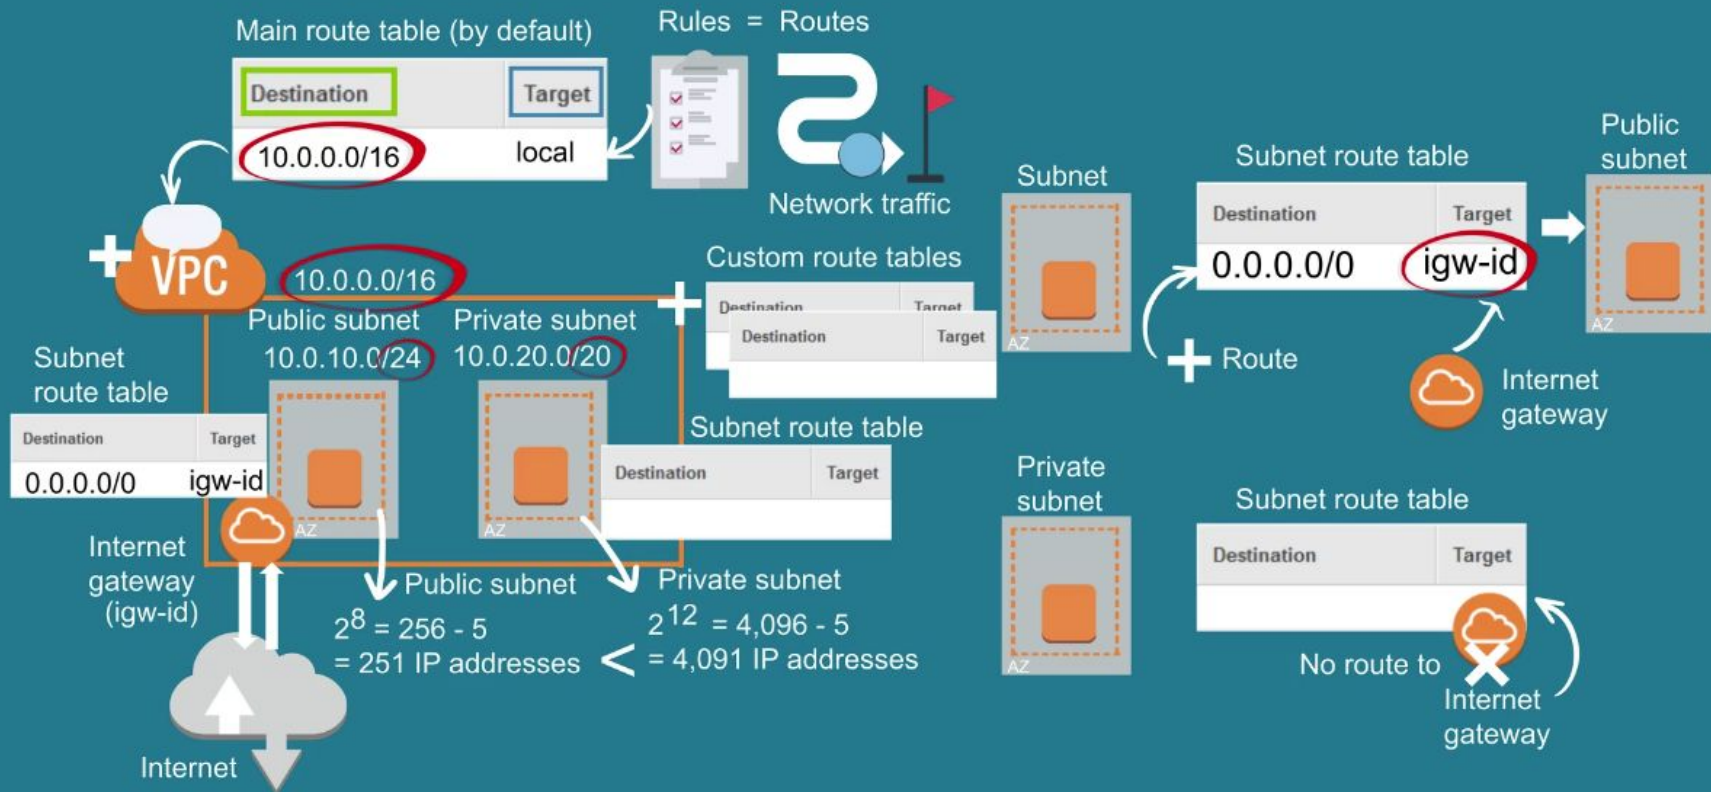 Main route table (by default)
Destination Target
10.0.0.0/16 local
Rules = Routes
Network traffic
VPC
10.0.0.0/16
Public subnet
10.0.10.0/24
Private subnet
10.0.20.0/20
Subnet
route table
Destination Target
0.0.0.0/0 igw-id
AZ
AZ
Internet
gateway
(igw-id)
Internet
Public subnet
2^8 = 256 - 5
= 251 IP addresses
<
Private subnet
2^12 = 4,096 - 5
= 4,091 IP addresses
Custom route tables
Destination Target
Destination Target
Subnet route table
Destination Target
Subnet
AZ
Subnet route table
Destination Target
0.0.0.0/0 igw-id
Public
subnet
AZ
+ Route
Internet
gateway
Private
subnet
AZ
Subnet route table
Destination Target
No route to
Internet
gateway